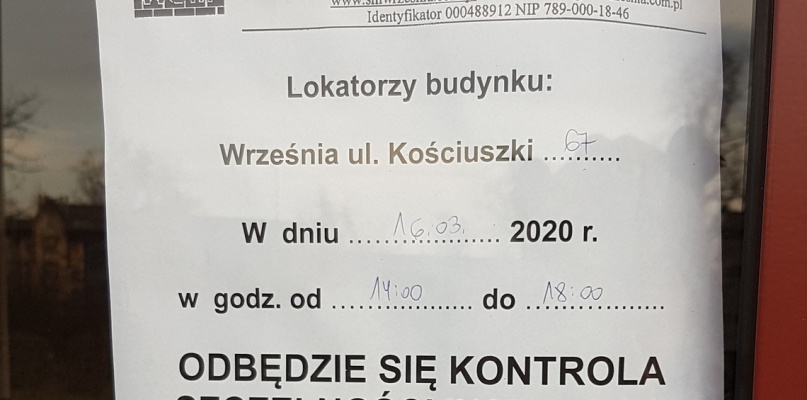 Identyfikator 000488912 NIP 789-000-18-46
Lokatorzy budynku:
Września ul. Kościuszki ....67....
W dniu ....16.03..... 2020 r.
w godz. od ....14:00.... do ..18:00.......
ODBĘDZIE SIĘ KONTROLA